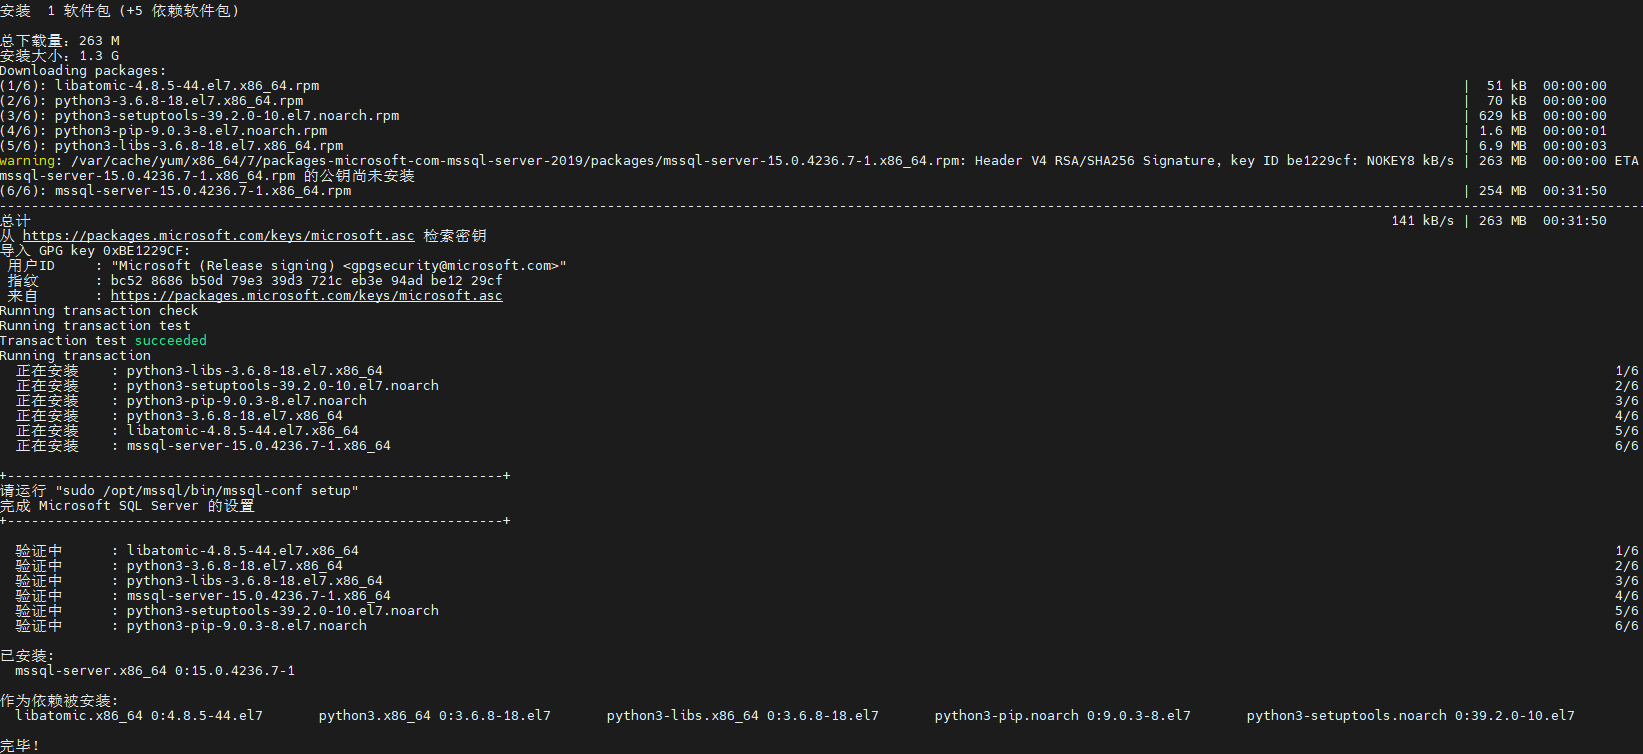 安装  1 软件包 (+5 依赖软件包)
总下载量：263 M
安装大小：1.3 G
Downloading packages:
(1/6): libatomic-4.8.5-44.el7.x86_64.rpm | 51 kB 00:00:00
(2/6): python3-3.6.8-18.el7.x86_64.rpm | 70 kB 00:00:00
(3/6): python3-setuptools-39.2.0-10.el7.noarch.rpm | 629 kB 00:00:00
(4/6): python3-pip-9.0.3-8.el7.noarch.rpm | 1.6 MB 00:00:01
(5/6): python3-libs-3.6.8-18.el7.x86_64.rpm | 6.9 MB 00:00:03
warning: /var/cache/yum/x86_64/7/packages-microsoft-com-mssql-server-2019/packages/mssql-server-15.0.4236.7-1.x86_64.rpm: Header V4 RSA/SHA256 Signature, key ID be1229cf: NOKEY8 kB/s | 263 MB 00:00:00 ETA
mssql-server-15.0.4236.7-1.x86_64.rpm 的公钥尚未安装
(6/6): mssql-server-15.0.4236.7-1.x86_64.rpm | 254 MB 00:31:50
--------------------------------------------------------------------------------
总计 141 kB/s | 263 MB 00:31:50
从 https://packages.microsoft.com/keys/microsoft.asc 检索密钥
导入 GPG key 0xBE1229CF:
用户ID : "Microsoft (Release signing) <gpgsecurity@microsoft.com>"
指纹 : bc52 8686 b50d 79e3 39d3 721c eb3e 94ad be12 29cf
来自 : https://packages.microsoft.com/keys/microsoft.asc
Running transaction check
Running transaction test
Transaction test succeeded
Running transaction
正在安装 : python3-libs-3.6.8-18.el7.x86_64 1/6
正在安装 : python3-setuptools-39.2.0-10.el7.noarch 2/6
正在安装 : python3-pip-9.0.3-8.el7.noarch 3/6
正在安装 : python3-3.6.8-18.el7.x86_64 4/6
正在安装 : libatomic-4.8.5-44.el7.x86_64 5/6
正在安装 : mssql-server-15.0.4236.7-1.x86_64 6/6
+--------------------------------------------------------------+
请运行 "sudo /opt/mssql/bin/mssql-conf setup"
完成 Microsoft SQL Server 的设置
+--------------------------------------------------------------+
验证中 : libatomic-4.8.5-44.el7.x86_64 1/6
验证中 : python3-3.6.8-18.el7.x86_64 2/6
验证中 : python3-libs-3.6.8-18.el7.x86_64 3/6
验证中 : mssql-server-15.0.4236.7-1.x86_64 4/6
验证中 : python3-setuptools-39.2.0-10.el7.noarch 5/6
验证中 : python3-pip-9.0.3-8.el7.noarch 6/6
已安装:
mssql-server.x86_64 0:15.0.4236.7-1
作为依赖被安装:
libatomic.x86_64 0:4.8.5-44.el7 python3.x86_64 0:3.6.8-18.el7 python3-libs.x86_64 0:3.6.8-18.el7 python3-pip.noarch 0:9.0.3-8.el7 python3-setuptools.noarch 0:39.2.0-10.el7
完毕！